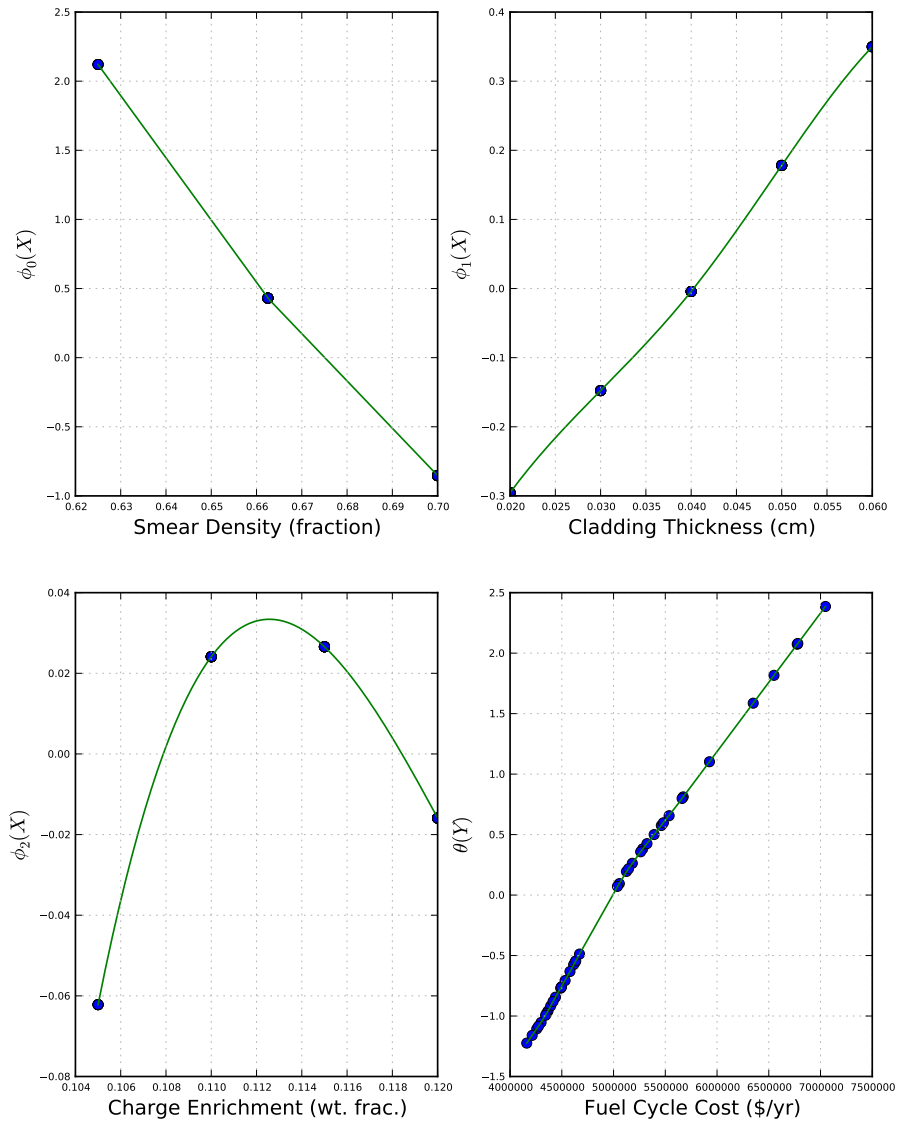 2.5
2.0
1.5
1.0
0.5
0.0
−0.5
−1.0
ϕ₀(X)
0.62 0.63 0.64 0.65 0.66 0.67 0.68 0.69 0.70
Smear Density (fraction)
0.4
0.3
0.2
0.1
0.0
−0.1
−0.2
−0.3
ϕ₁(X)
0.020 0.025 0.030 0.035 0.040 0.045 0.050 0.055 0.060
Cladding Thickness (cm)
0.04
0.02
0.00
−0.02
−0.04
−0.06
−0.08
ϕ₂(X)
0.104 0.106 0.108 0.110 0.112 0.114 0.116 0.118 0.120
Charge Enrichment (wt. frac.)
2.5
2.0
1.5
1.0
0.5
0.0
−0.5
−1.0
−1.5
θ(Y)
4000000 4500000 5000000 5500000 6000000 6500000 7000000 7500000
Fuel Cycle Cost ($/yr)